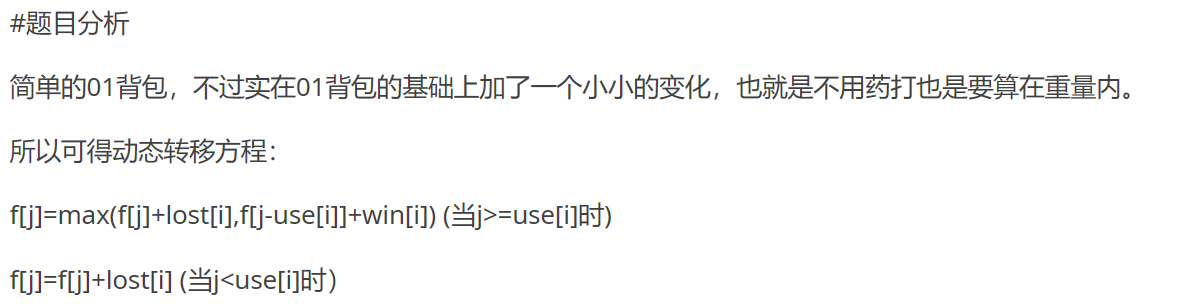 #题目分析
简单的01背包，不过实在01背包的基础上加了一个小小的变化，也就是不用药打也是要算在重量内。
所以可得动态转移方程：
f[j]=max(f[j]+lost[i],f[j-use[i]]+win[i]) (当j>=use[i]时)
f[j]=f[j]+lost[i] (当j<use[i]时）